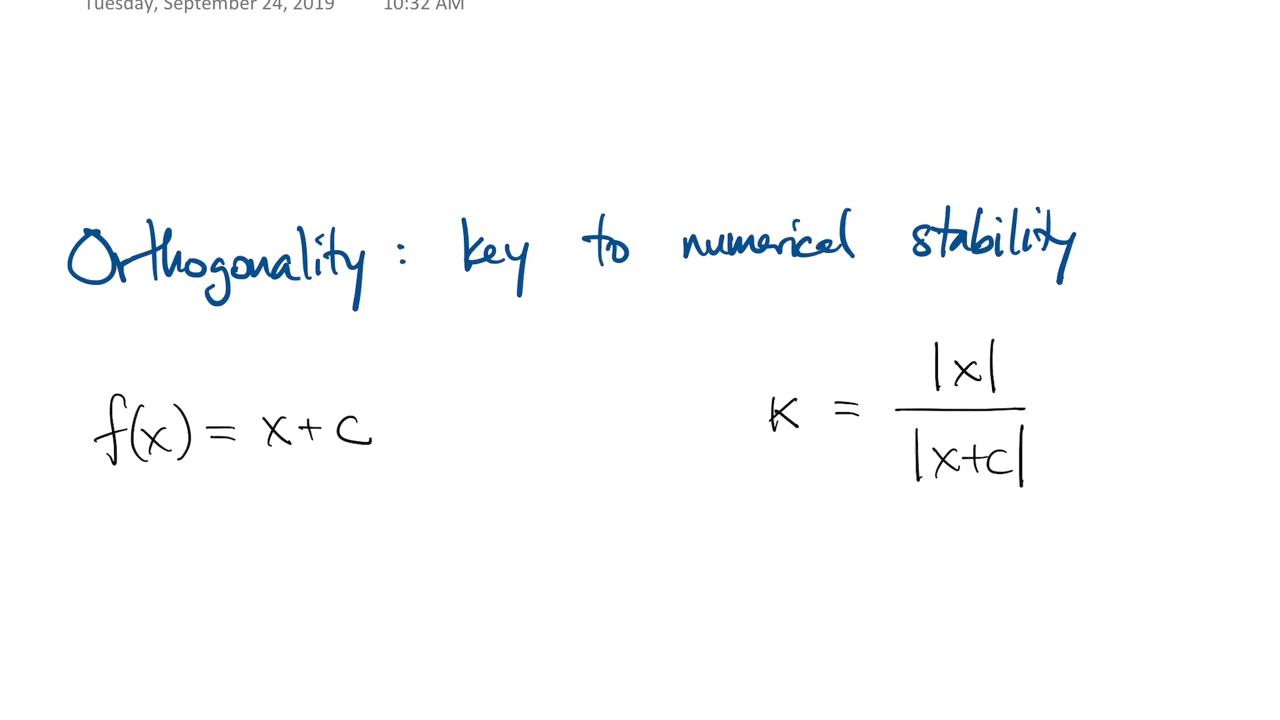 Tuesday, September 24, 2019 10:32 AM
Orthogonality: key to numerical stability
f(x) = x + c
κ = |x| / |x+c|